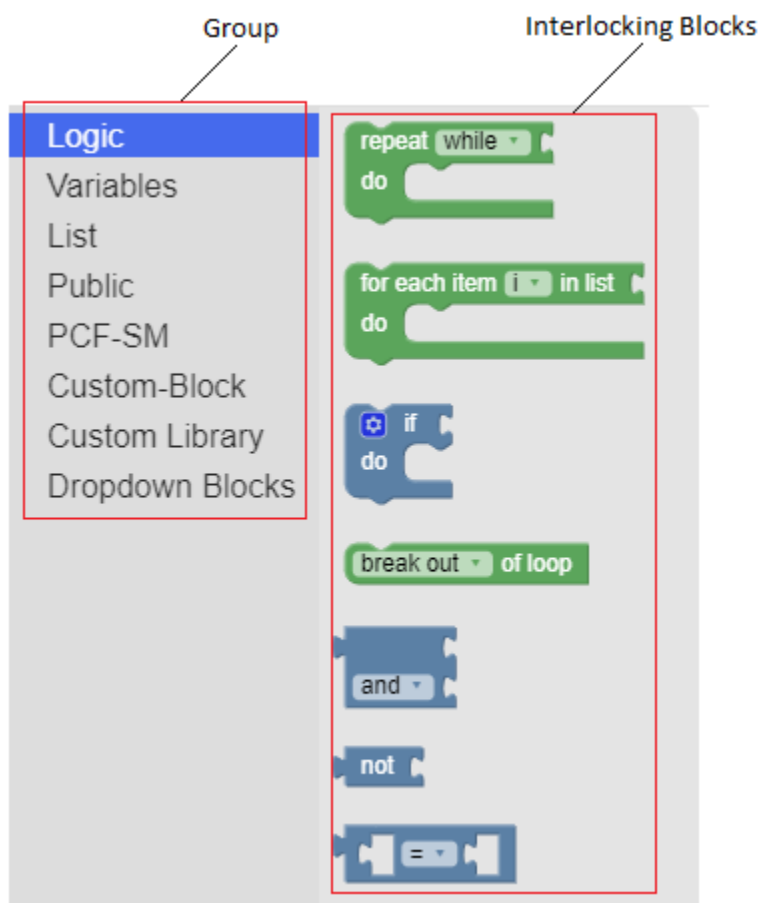 Group
Interlocking Blocks
Logic
Variables
List
Public
PCF-SM
Custom-Block
Custom Library
Dropdown Blocks
repeat while
do
for each item i in list
do
if
do
break out of loop
and
not
=